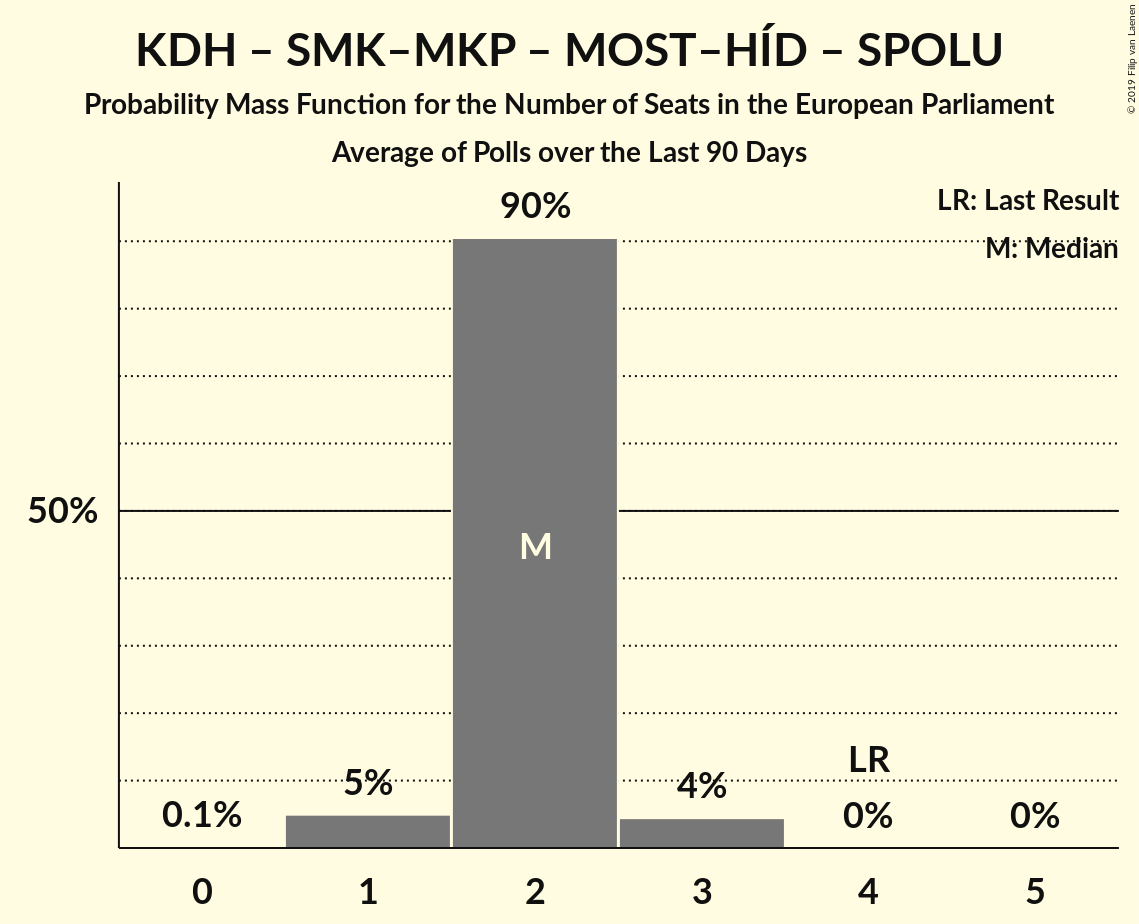 KDH – SMK–MKP – MOST–HÍD – SPOLU
Probability Mass Function for the Number of Seats in the European Parliament
Average of Polls over the Last 90 Days
© 2019 Filip van Laenen
LR: Last Result
M: Median
90%
50%
M
LR
0.1%
5%
4%
0%
0%
0
1
2
3
4
5